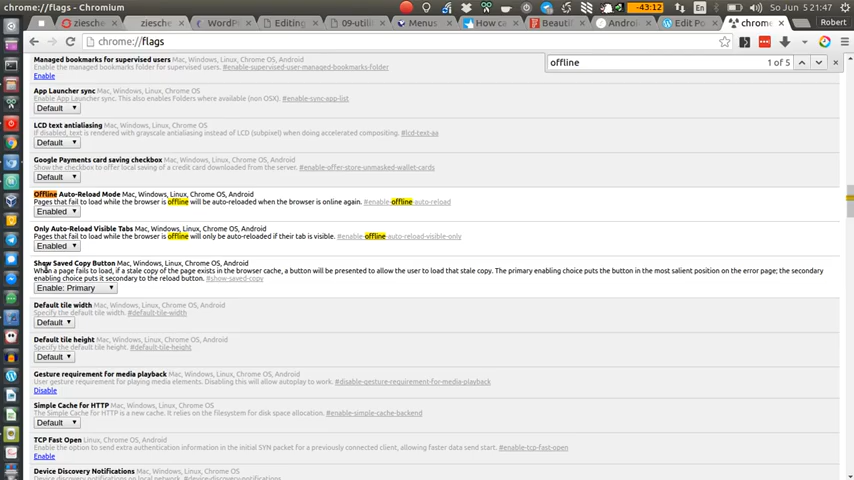 chrome://flags - Chromium
-43:12
So Jun 5 21:47
ziesche
ziesche
WordP
Editing
09-utili
Menus
How ca
Beautif
Androi
Edit Po
chrome:
Robert
chrome://flags
offline
1 of 5
Managed bookmarks for supervised users Mac, Windows, Linux, Chrome OS, Android
Enable the managed bookmarks folder for supervised users. #enable-supervised-user-managed-bookmarks-folder
Enable
App Launcher sync Mac, Windows, Linux, Chrome OS
Enable App Launcher sync. This also enables Folders where available (non OSX). #enable-sync-app-list
Default
LCD text antialiasing Mac, Windows, Linux, Chrome OS, Android
If disabled, text is rendered with grayscale antialiasing instead of LCD (subpixel) when doing accelerated compositing. #lcd-text-aa
Default
Google Payments card saving checkbox Mac, Windows, Linux, Chrome OS, Android
Show the checkbox to offer local saving of a credit card downloaded from the server. #enable-offer-store-unmasked-wallet-cards
Default
Offline Auto-Reload Mode Mac, Windows, Linux, Chrome OS, Android
Pages that fail to load while the browser is offline will be auto-reloaded when the browser is online again. #enable-offline-auto-reload
Enabled
Only Auto-Reload Visible Tabs Mac, Windows, Linux, Chrome OS, Android
Pages that fail to load while the browser is offline will only be auto-reloaded if their tab is visible. #enable-offline-auto-reload-visible-only
Enabled
Show Saved Copy Button Mac, Windows, Linux, Chrome OS, Android
When a page fails to load, if a stale copy of the page exists in the browser cache, a button will be presented to allow the user to load that stale copy. The primary enabling choice puts the button in the most salient position on the error page; the secondary
enabling choice puts it secondary to the reload button. #show-saved-copy
Enable: Primary
Default tile width Mac, Windows, Linux, Chrome OS, Android
Specify the default tile width. #default-tile-width
Default
Default tile height Mac, Windows, Linux, Chrome OS, Android
Specify the default tile height. #default-tile-height
Default
Gesture requirement for media playback Mac, Windows, Linux, Chrome OS, Android
User gesture requirement for playing media elements. Disabling this will allow autoplay to work. #disable-gesture-requirement-for-media-playback
Disable
Simple Cache for HTTP Mac, Windows, Linux, Chrome OS
The Simple Cache for HTTP is a new cache. It relies on the filesystem for disk space allocation. #enable-simple-cache-backend
Default
TCP Fast Open Linux, Chrome OS, Android
Enable the option to send extra authentication information in the initial SYN packet for a previously connected client, allowing faster data send start. #enable-tcp-fast-open
Enable
Device Discovery Notifications Mac, Windows, Linux, Chrome OS